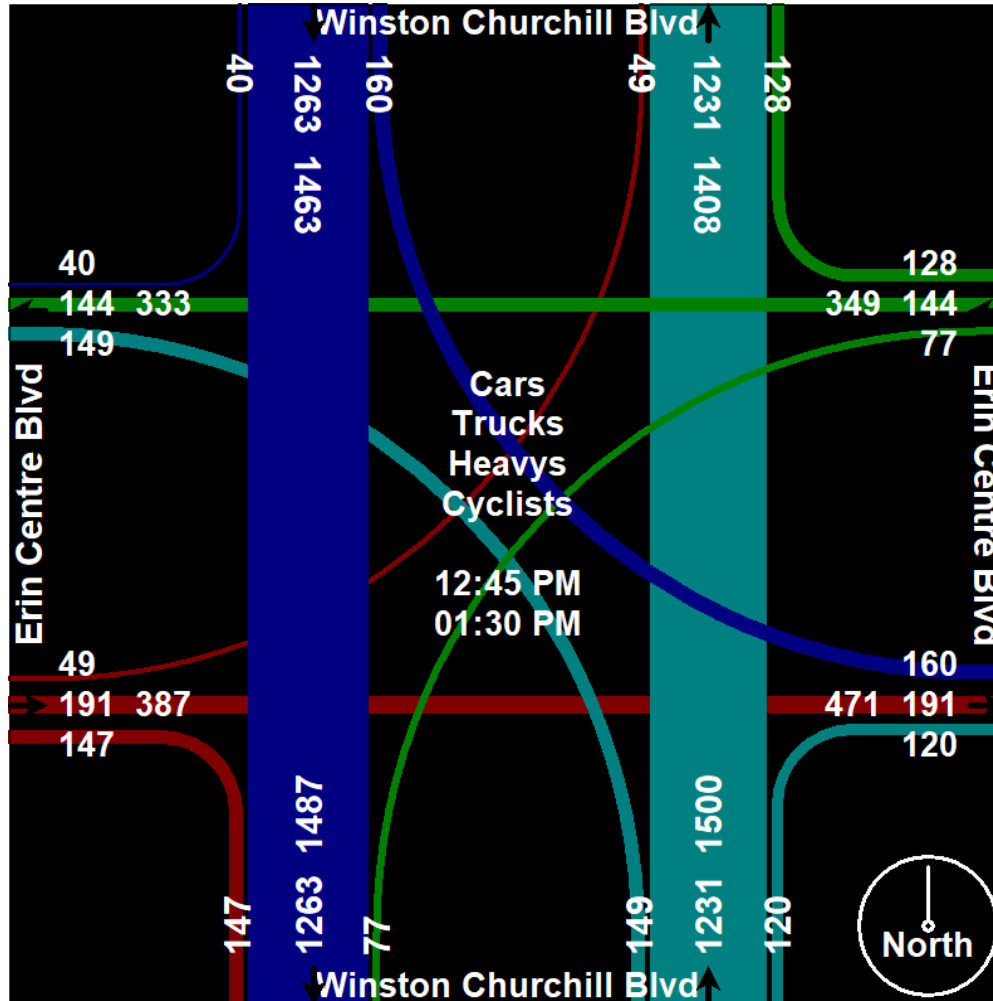 Winston Churchill Blvd
40 1263 1463 160 49 1231 1408 128
40
144 333
149
128
349 144
77
Erin Centre Blvd
Cars
Trucks
Heavys
Cyclists
12:45 PM
01:30 PM
Erin Centre Blvd
49
191 387
147
160
471 191
120
147 1263 1487 77 149 1231 1500 120
North
Winston Churchill Blvd